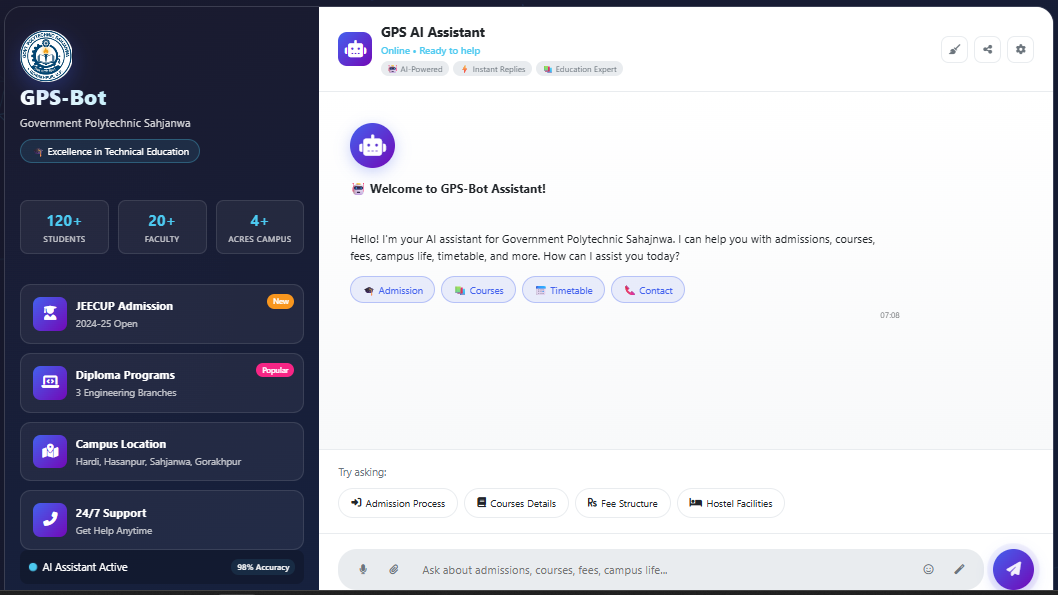 GPS-Bot
Government Polytechnic Sahjanwa
Excellence in Technical Education
120+
STUDENTS
20+
FACULTY
4+
ACRES CAMPUS
JEECUP Admission
New
2024-25 Open
Diploma Programs
Popular
3 Engineering Branches
Campus Location
Hardi, Hasanpur, Sahjanwa, Gorakhpur
24/7 Support
Get Help Anytime
AI Assistant Active
98% Accuracy
GPS AI Assistant
Online • Ready to help
AI-Powered
Instant Replies
Education Expert
Welcome to GPS-Bot Assistant!
Hello! I'm your AI assistant for Government Polytechnic Sahajnwa. I can help you with admissions, courses,
fees, campus life, timetable, and more. How can I assist you today?
Admission
Courses
Timetable
Contact
07:08
Try asking:
Admission Process
Courses Details
Rs Fee Structure
Hostel Facilities
Ask about admissions, courses, fees, campus life...